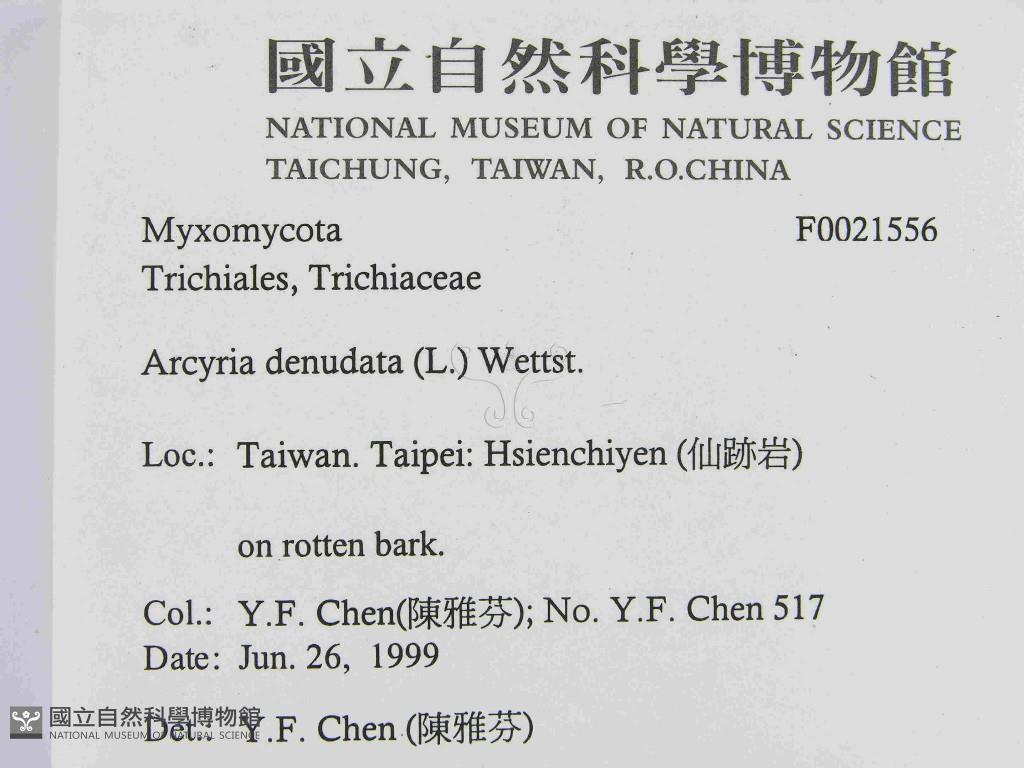 國立自然科學博物館
NATIONAL MUSEUM OF NATURAL SCIENCE
TAICHUNG, TAIWAN, R.O.CHINA
Myxomycota F0021556
Trichiales, Trichiaceae
Arcyria denudata (L.) Wettst.
Loc.: Taiwan. Taipei: Hsienchiyen (仙跡岩)
on rotten bark.
Col.: Y.F. Chen(陳雅芬); No. Y.F. Chen 517
Date: Jun. 26, 1999
Det.: Y.F. Chen (陳雅芬)
國立自然科學博物館
NATIONAL MUSEUM OF NATURAL SCIENCE